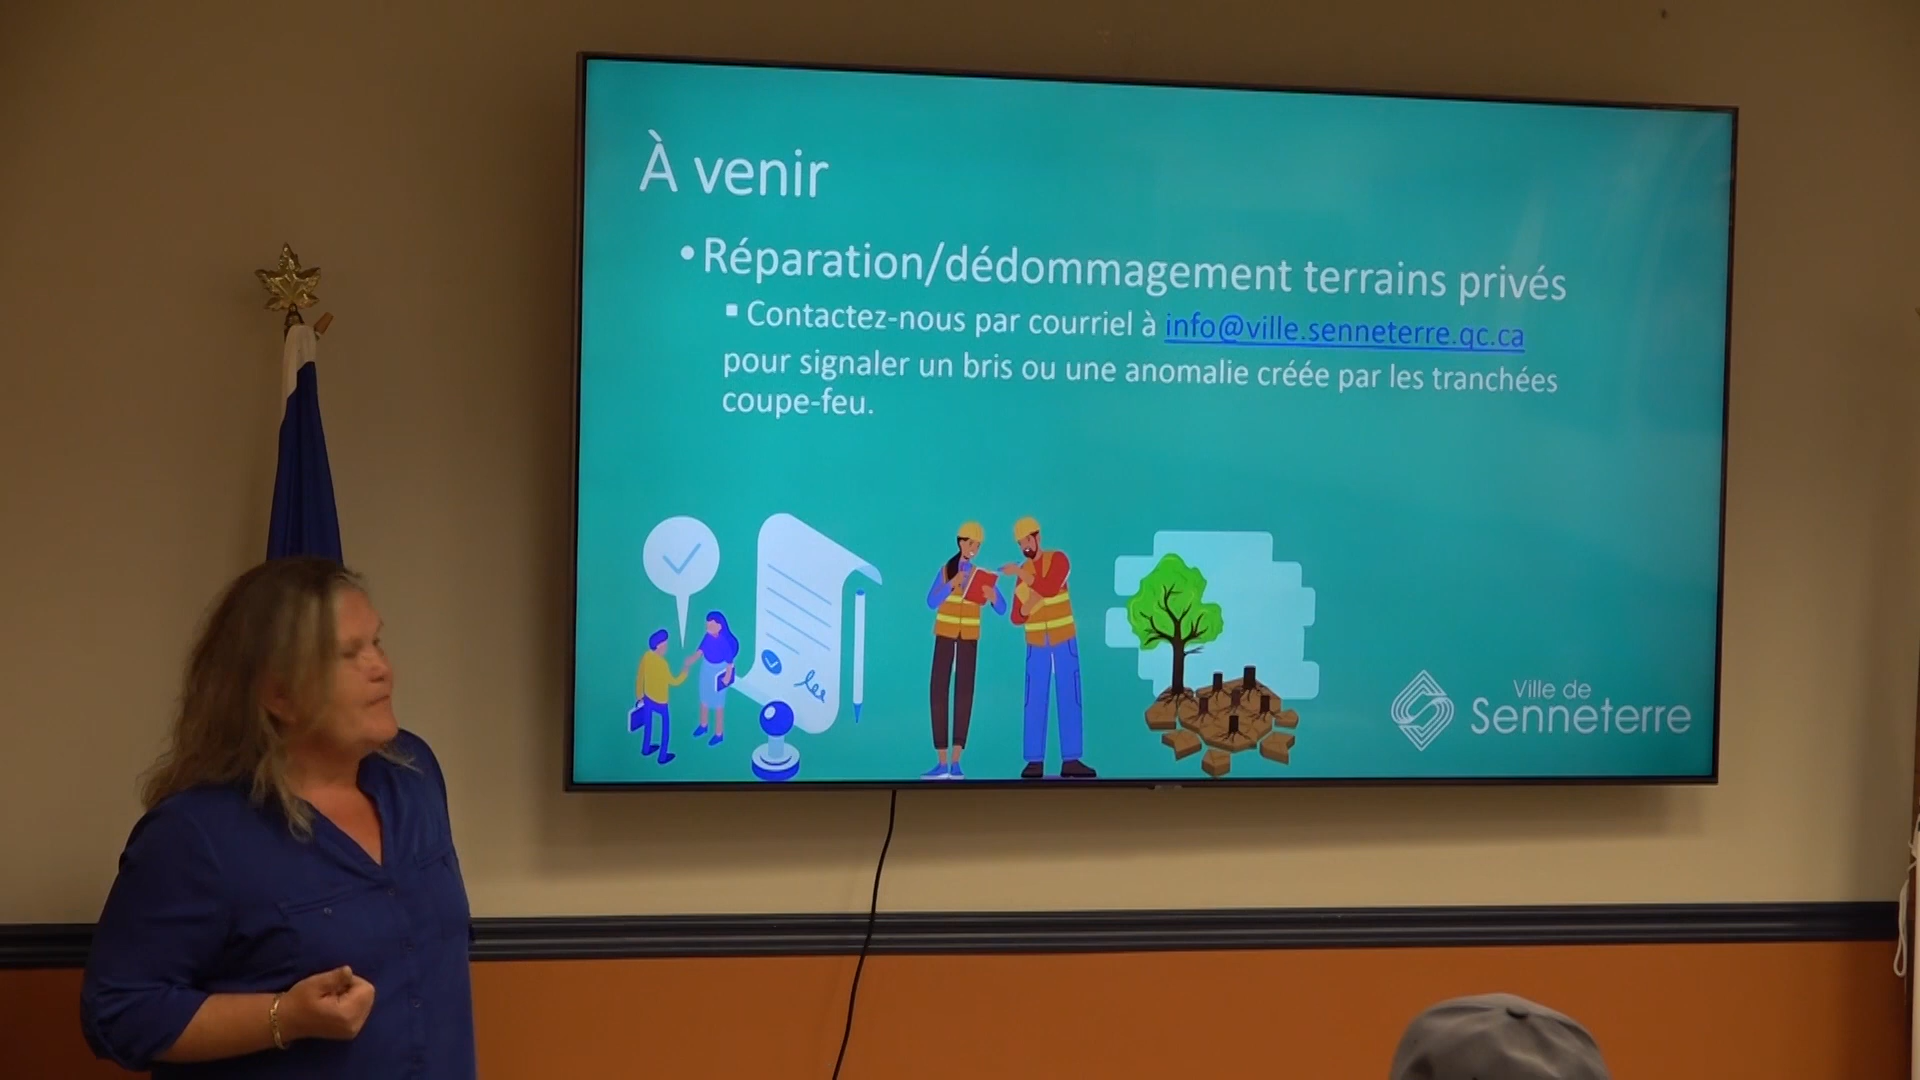 À venir
• Réparation/dédommagement terrains privés
▪ Contactez-nous par courriel à info@ville.senneterre.qc.ca
pour signaler un bris ou une anomalie créée par les tranchées
coupe-feu.
Ville de
Senneterre